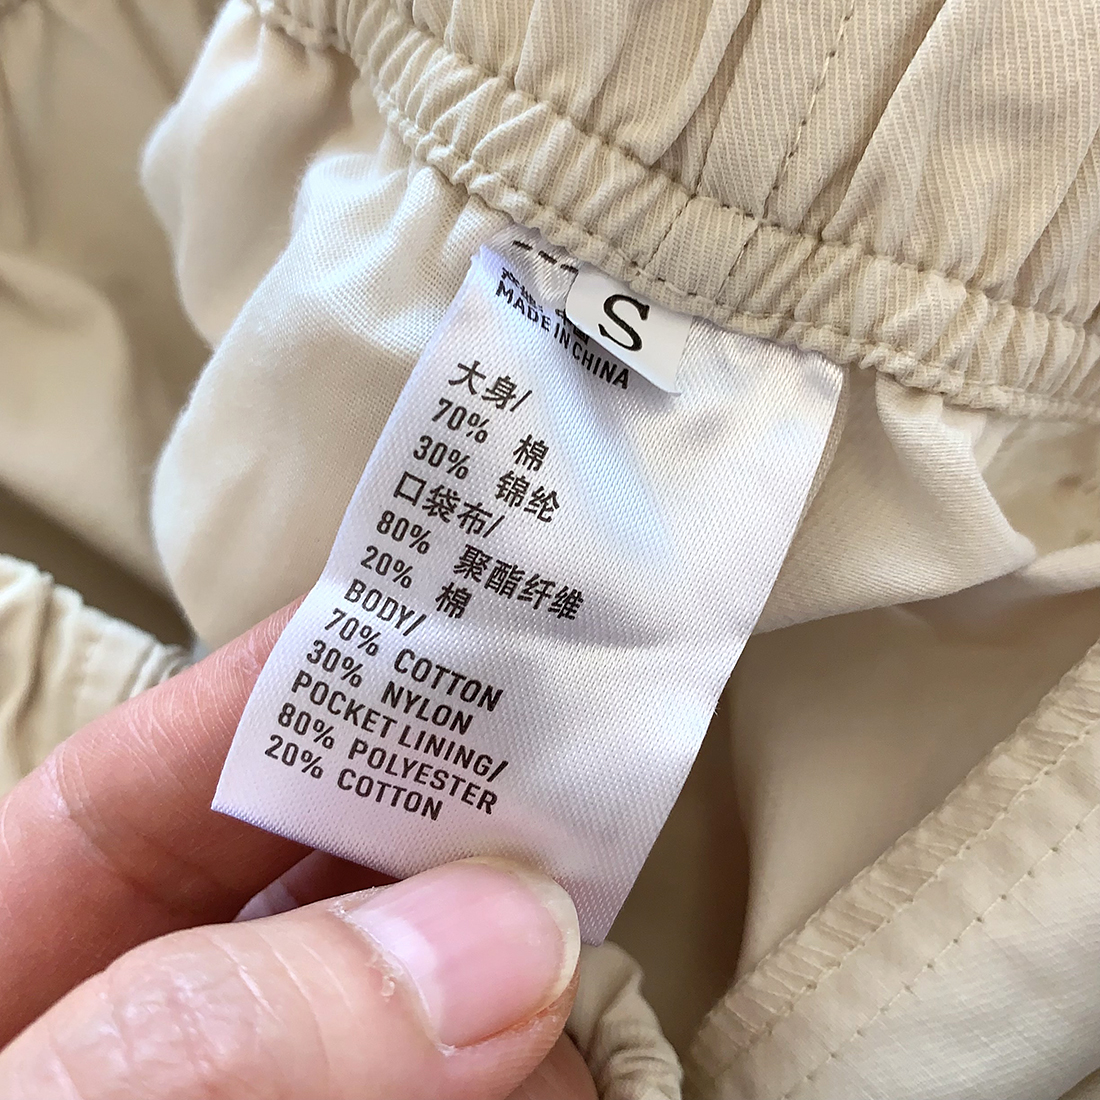 S
MADE IN CHINA
大身/
70% 棉
30% 锦纶
口袋布/
80% 聚酯纤维
20% 棉
BODY/
70% COTTON
30% NYLON
POCKET LINING/
80% POLYESTER
20% COTTON